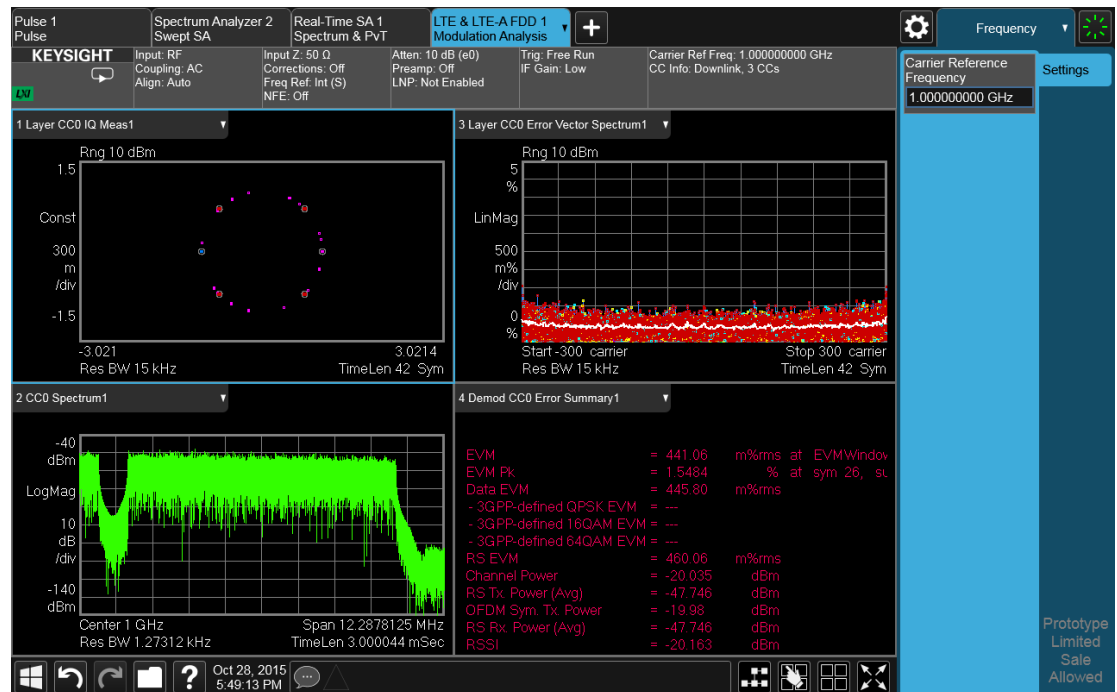 Pulse 1
Pulse
Spectrum Analyzer 2
Swept SA
Real-Time SA 1
Spectrum & PvT
LTE & LTE-A FDD 1
Modulation Analysis
Frequency
KEYSIGHT
LXI
Input: RF
Coupling: AC
Align: Auto
Input Z: 50 Ω
Corrections: Off
Freq Ref: Int (S)
NFE: Off
Atten: 10 dB (e0)
Preamp: Off
LNP: Not Enabled
Trig: Free Run
IF Gain: Low
Carrier Ref Freq: 1.000000000 GHz
CC Info: Downlink, 3 CCs
Carrier Reference
Frequency
1.000000000 GHz
Settings
1 Layer CC0 IQ Meas1
Rng 10 dBm
1.5
Const
300
m
/div
-1.5
-3.021 3.0214
Res BW 15 kHz TimeLen 42 Sym
3 Layer CC0 Error Vector Spectrum1
Rng 10 dBm
5
%
LinMag
500
m%
/div
0
%
Start -300 carrier Stop 300 carrier
Res BW 15 kHz TimeLen 42 Sym
2 CC0 Spectrum1
-40
dBm
LogMag
10
dB
/div
-140
dBm
Center 1 GHz Span 12.2878125 MHz
Res BW 1.27312 kHz TimeLen 3.000044 mSec
4 Demod CC0 Error Summary1
EVM = 441.06 m%rms at EVMWindov
EVM Pk = 1.5484 % at sym 26, su
Data EVM = 445.80 m%rms
- 3GPP-defined QPSK EVM = ---
- 3GPP-defined 16QAM EVM = ---
- 3GPP-defined 64QAM EVM = ---
RS EVM = 460.06 m%rms
Channel Power = -20.035 dBm
RS Tx. Power (Avg) = -47.746 dBm
OFDM Sym. Tx. Power = -19.98 dBm
RS Rx. Power (Avg) = -47.746 dBm
RSSI = -20.163 dBm
Prototype
Limited
Sale
Allowed
Oct 28, 2015
5:49:13 PM